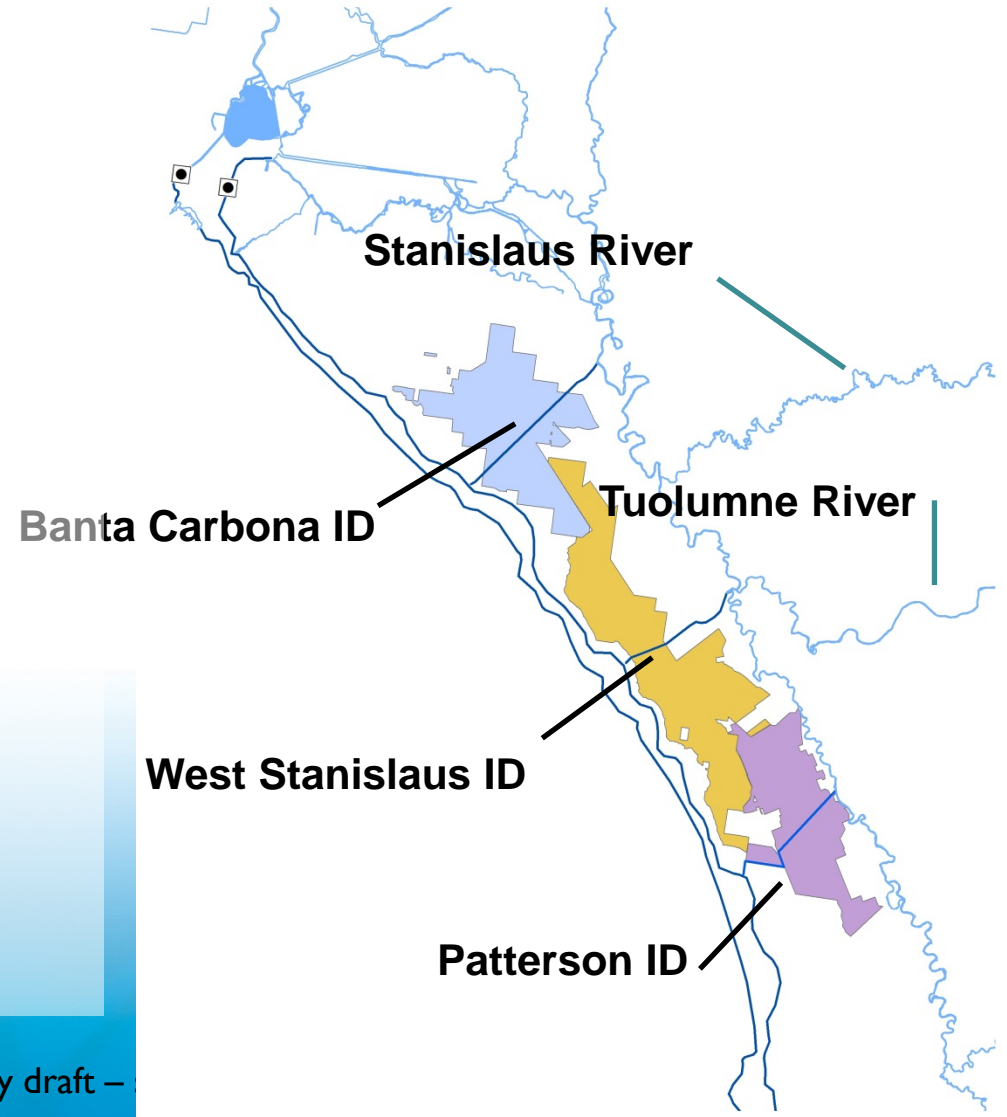 Stanislaus River
Tuolumne River
Banta Carbona ID
West Stanislaus ID
Patterson ID
draft –